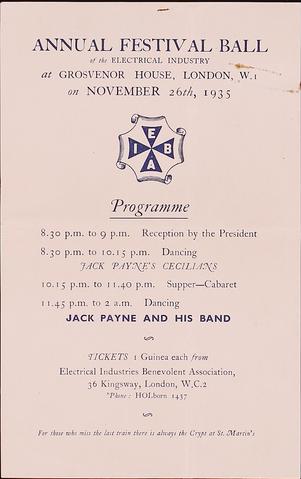 ANNUAL FESTIVAL BALL
of the ELECTRICAL INDUSTRY
at GROSVENOR HOUSE, LONDON, W.1
on NOVEMBER 26th, 1935
E
I B
A
Programme
8.30 p.m. to 9 p.m. Reception by the President
8.30 p.m. to 10.15 p.m. Dancing
JACK PAYNE'S CECILIANS
10.15 p.m. to 11.40 p.m. Supper—Cabaret
11.45 p.m. to 2 a.m. Dancing
JACK PAYNE AND HIS BAND
TICKETS 1 Guinea each from
Electrical Industries Benevolent Association,
36 Kingsway, London, W.C.2
'Phone: HOLborn 1457
For those who miss the last train there is always the Crypt at St. Martin's